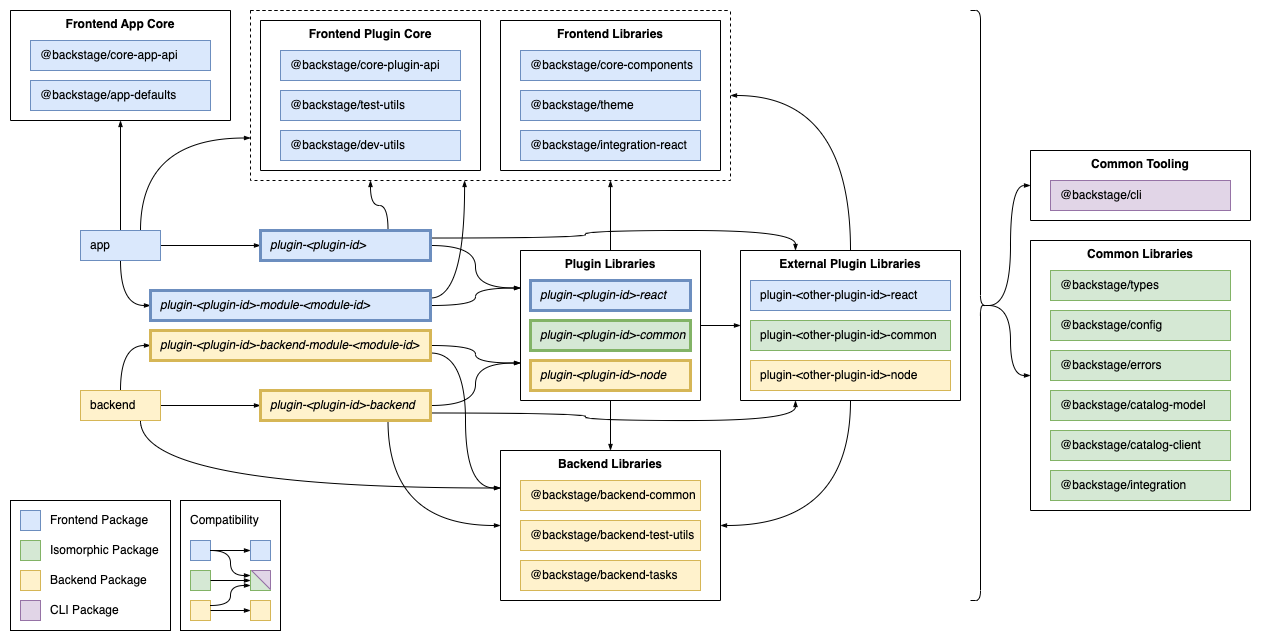 Frontend App Core
@backstage/core-app-api
@backstage/app-defaults
Frontend Plugin Core
@backstage/core-plugin-api
@backstage/test-utils
@backstage/dev-utils
Frontend Libraries
@backstage/core-components
@backstage/theme
@backstage/integration-react
Common Tooling
@backstage/cli
Common Libraries
@backstage/types
@backstage/config
@backstage/errors
@backstage/catalog-model
@backstage/catalog-client
@backstage/integration
app
plugin-<plugin-id>
plugin-<plugin-id>-module-<module-id>
plugin-<plugin-id>-backend-module-<module-id>
backend
plugin-<plugin-id>-backend
Plugin Libraries
plugin-<plugin-id>-react
plugin-<plugin-id>-common
plugin-<plugin-id>-node
External Plugin Libraries
plugin-<other-plugin-id>-react
plugin-<other-plugin-id>-common
plugin-<other-plugin-id>-node
Backend Libraries
@backstage/backend-common
@backstage/backend-test-utils
@backstage/backend-tasks
Frontend Package
Isomorphic Package
Backend Package
CLI Package
Compatibility